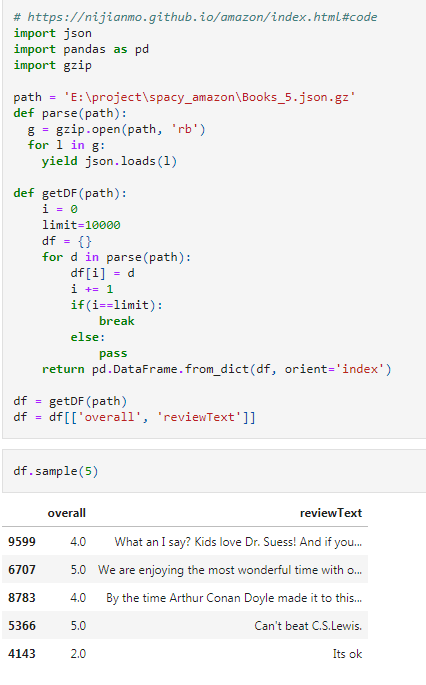 # https://nijianmo.github.io/amazon/index.html#code
import json
import pandas as pd
import gzip
path = 'E:\project\spacy_amazon\Books_5.json.gz'
def parse(path):
  g = gzip.open(path, 'rb')
  for l in g:
    yield json.loads(l)
def getDF(path):
    i = 0
    limit=10000
    df = {}
    for d in parse(path):
        df[i] = d
        i += 1
        if(i==limit):
            break
        else:
            pass
    return pd.DataFrame.from_dict(df, orient='index')
df = getDF(path)
df = df[['overall', 'reviewText']]
df.sample(5)
overall reviewText
9599 4.0 What an I say? Kids love Dr. Suess! And if you...
6707 5.0 We are enjoying the most wonderful time with o...
8783 4.0 By the time Arthur Conan Doyle made it to this...
5366 5.0 Can't beat C.S.Lewis.
4143 2.0 Its ok